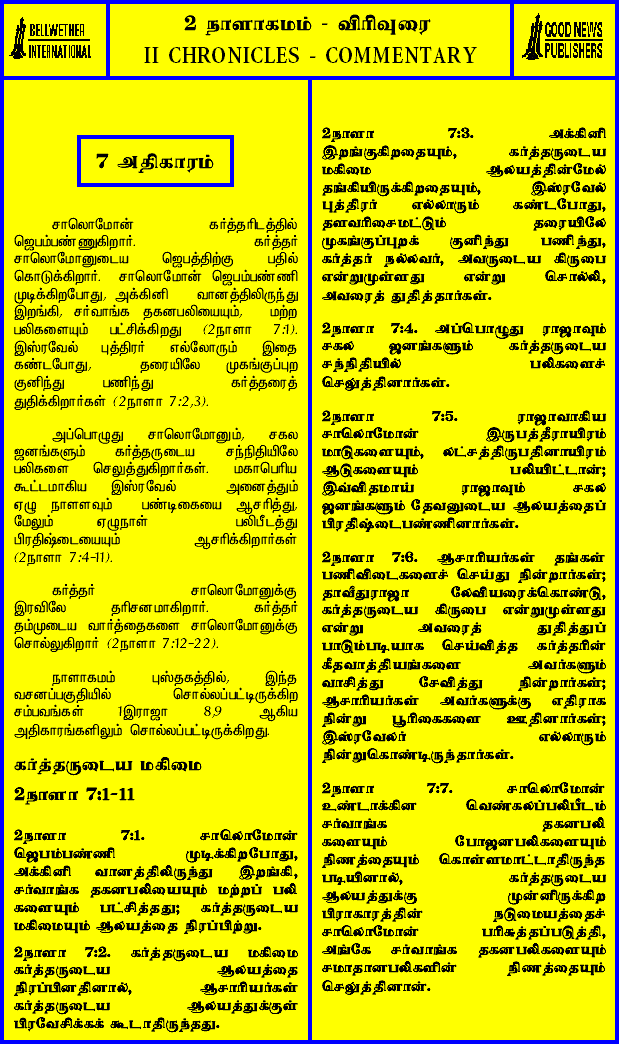 BELLWETHER
INTERNATIONAL
2 நாளாகமம் - விரிவுரை
II CHRONICLES - COMMENTARY
GOOD NEWS
PUBLISHERS
7 அதிகாரம்
சாலொமோன் கர்த்தரிடத்தில்
ஜெபம்பண்ணுகிறார். கர்த்தர்
சாலொமோனுடைய ஜெபத்திற்கு பதில்
கொடுக்கிறார். சாலொமோன் ஜெபம்பண்ணி
முடிக்கிறபோது, அக்கினி வானத்திலிருந்து
இறங்கி, சர்வாங்க தகனபலியையும், மற்ற
பலிகளையும் பட்சிக்கிறது (2நாளா 7:1).
இஸ்ரவேல் புத்திரர் எல்லோரும் இதை
கண்டபோது, தரையிலே முகங்குப்புற
குனிந்து பணிந்து கர்த்தரைத்
துதிக்கிறார்கள் (2நாளா 7:2,3).
அப்பொழுது சாலொமோனும், சகல
ஜனங்களும் கர்த்தருடைய சந்நிதியிலே
பலிகளை செலுத்துகிறார்கள். மகாபெரிய
கூட்டமாகிய இஸ்ரவேல் அனைத்தும்
ஏழு நாளளவும் பண்டிகையை ஆசரித்து,
மேலும் ஏழுநாள் பலிபீடத்து
பிரதிஷ்டையையும் ஆசரிக்கிறார்கள்
(2நாளா 7:4-11).
கர்த்தர் சாலொமோனுக்கு
இரவிலே தரிசனமாகிறார். கர்த்தர்
தம்முடைய வார்த்தைகளை சாலொமோனுக்கு
சொல்லுகிறார் (2நாளா 7:12-22).
நாளாகமம் புஸ்தகத்தில், இந்த
வசனப்பகுதியில் சொல்லப்பட்டிருக்கிற
சம்பவங்கள் 1இராஜா 8,9 ஆகிய
அதிகாரங்களிலும் சொல்லப்பட்டிருக்கிறது.
கர்த்தருடைய மகிமை
2நாளா 7:1-11
2நாளா 7:1. சாலொமோன்
ஜெபம்பண்ணி முடிக்கிறபோது,
அக்கினி வானத்திலிருந்து இறங்கி,
சர்வாங்க தகனபலியையும் மற்றப் பலி
களையும் பட்சித்தது; கர்த்தருடைய
மகிமையும் ஆலயத்தை நிரப்பிற்று.
2நாளா 7:2. கர்த்தருடைய மகிமை
கர்த்தருடைய ஆலயத்தை
நிரப்பினதினால், ஆசாரியர்கள்
கர்த்தருடைய ஆலயத்துக்குள்
பிரவேசிக்கக் கூடாதிருந்தது.
2நாளா 7:3. அக்கினி
இறங்குகிறதையும், கர்த்தருடைய
மகிமை ஆலயத்தின்மேல்
தங்கியிருக்கிறதையும், இஸ்ரவேல்
புத்திரர் எல்லாரும் கண்டபோது,
தளவரிசைமட்டும் தரையிலே
முகங்குப்புறக் குனிந்து பணிந்து,
கர்த்தர் நல்லவர், அவருடைய கிருபை
என்றுமுள்ளது என்று சொல்லி,
அவரைத் துதித்தார்கள்.
2நாளா 7:4. அப்பொழுது ராஜாவும்
சகல ஜனங்களும் கர்த்தருடைய
சந்நிதியில் பலிகளைச்
செலுத்தினார்கள்.
2நாளா 7:5. ராஜாவாகிய
சாலொமோன் இருபத்தீராயிரம்
மாடுகளையும், லட்சத்திருபதினாயிரம்
ஆடுகளையும் பலியிட்டான்;
இவ்விதமாய் ராஜாவும் சகல
ஜனங்களும் தேவனுடைய ஆலயத்தைப்
பிரதிஷ்டைபண்ணினார்கள்.
2நாளா 7:6. ஆசாரியர்கள் தங்கள்
பணிவிடைகளைச் செய்து நின்றார்கள்;
தாவீதுராஜா லேவியரைக்கொண்டு,
கர்த்தருடைய கிருபை என்றுமுள்ளது
என்று அவரைத் துதித்துப்
பாடும்படியாக செய்வித்த கர்த்தரின்
கீதவாத்தியங்களை அவர்களும்
வாசித்து சேவித்து நின்றார்கள்;
ஆசாரியர்கள் அவர்களுக்கு எதிராக
நின்று பூரிகைகளை ஊதினார்கள்;
இஸ்ரவேலர் எல்லாரும்
நின்றுகொண்டிருந்தார்கள்.
2நாளா 7:7. சாலொமோன்
உண்டாக்கின வெண்கலப்பலிபீடம்
சர்வாங்க தகனபலி
களையும் போஜனபலிகளையும்
நிணத்தையும் கொள்ளமாட்டாதிருந்த
படியினால், கர்த்தருடைய
ஆலயத்துக்கு முன்னிருக்கிற
பிராகாரத்தின் நடுமையத்தைச்
சாலொமோன் பரிசுத்தப்படுத்தி,
அங்கே சர்வாங்க தகனபலிகளையும்
சமாதானபலிகளின் நிணத்தையும்
செலுத்தினான்.